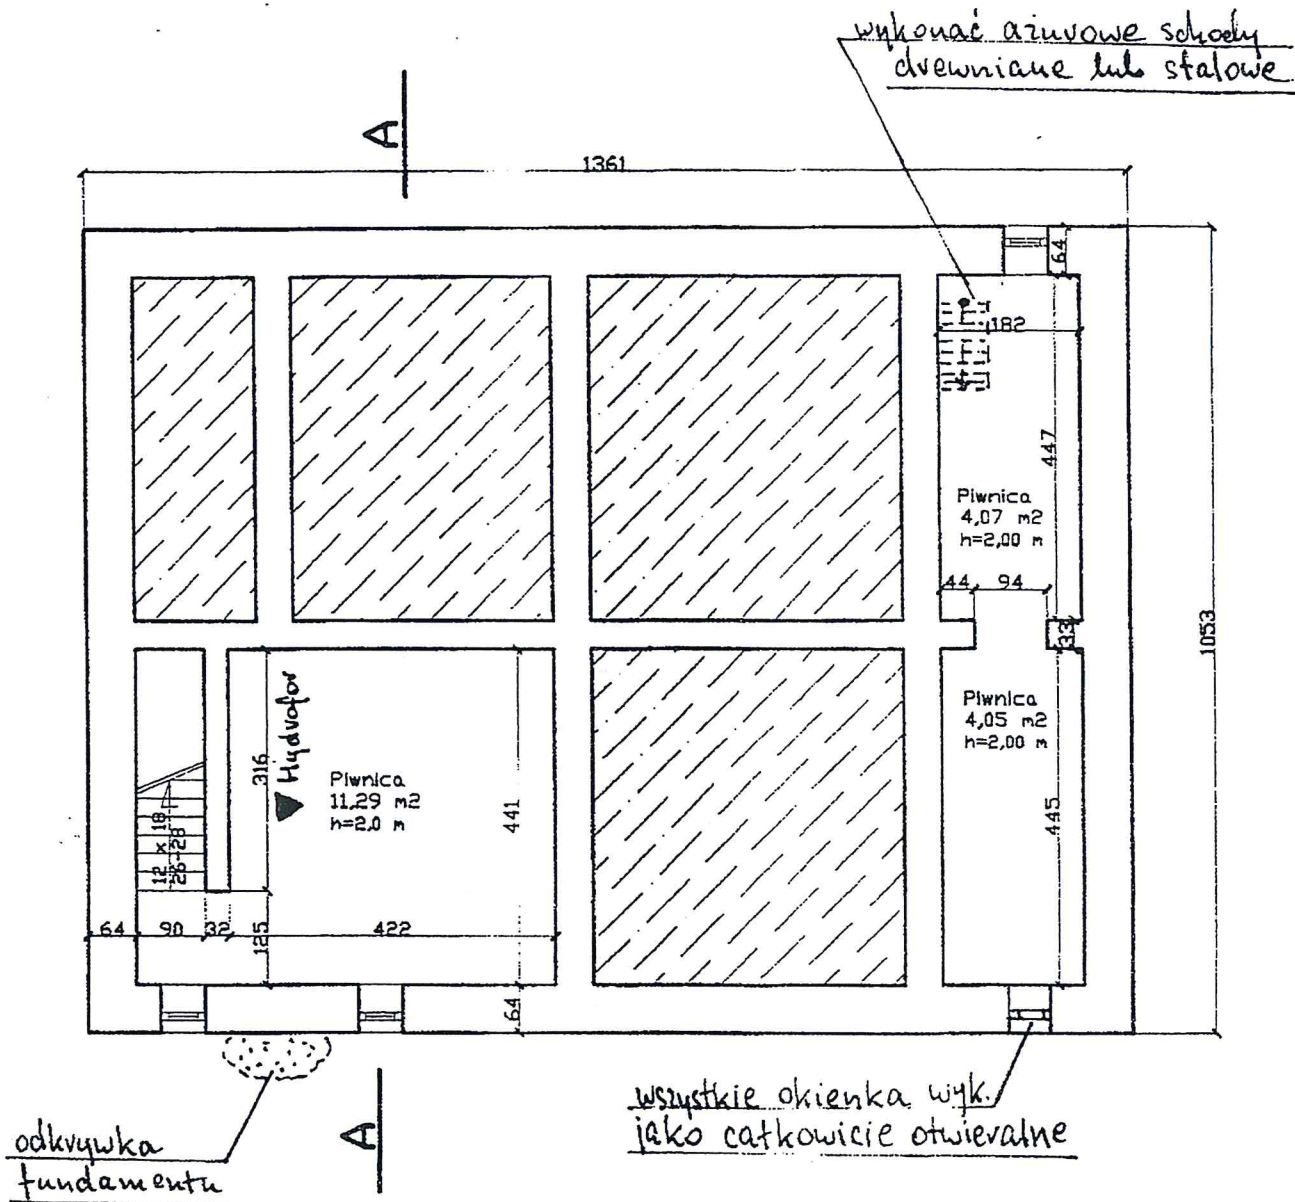 wykonać ażurowe schody
drewniane lub stalowe
A
1361
64
182
447
Piwnica
4,07 m2
h=2,00 m
44
94
33
1053
Hydrofor
316
Piwnica
11,29 m2
h=2,0 m
441
Piwnica
4,05 m2
h=2,00 m
445
12 x 18
26-28
64
90
32
125
422
64
A
wszystkie okienka wyk.
jako całkowicie otwieralne
odkrywka
fundamentu